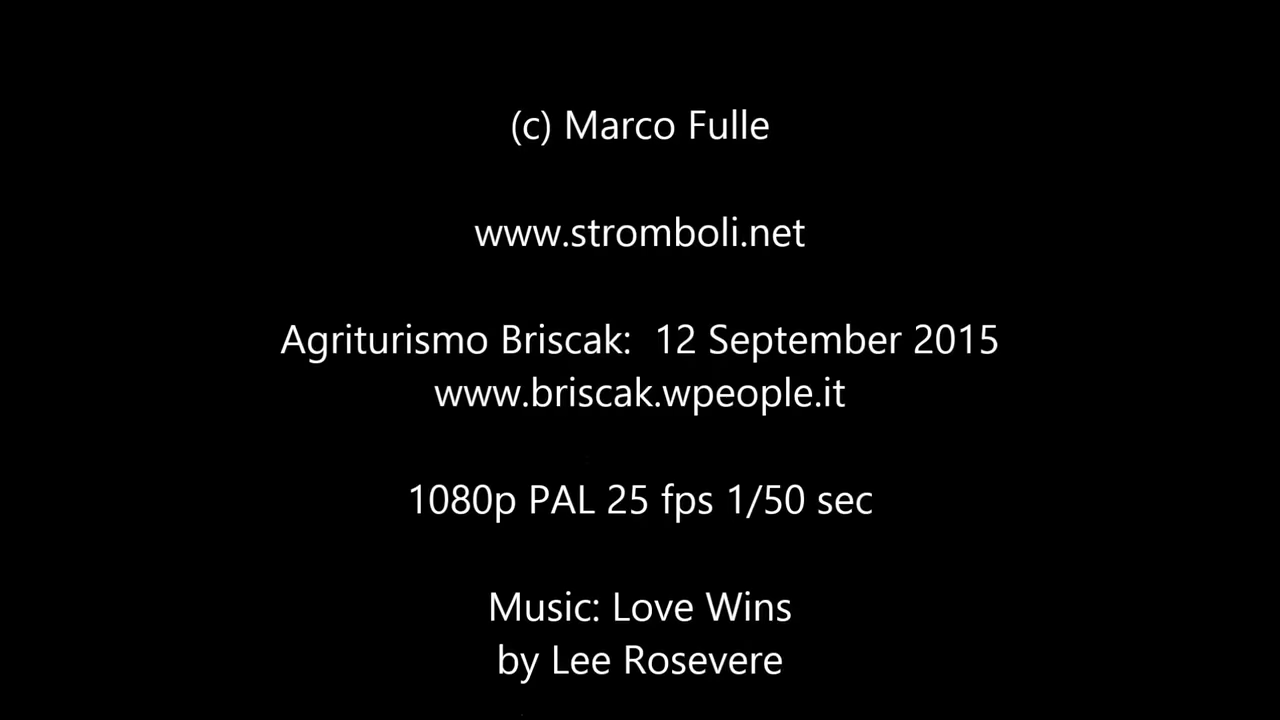 (c) Marco Fulle
www.stromboli.net
Agriturismo Briscak:  12 September 2015
www.briscak.wpeople.it
1080p PAL 25 fps 1/50 sec
Music: Love Wins
by Lee Rosevere